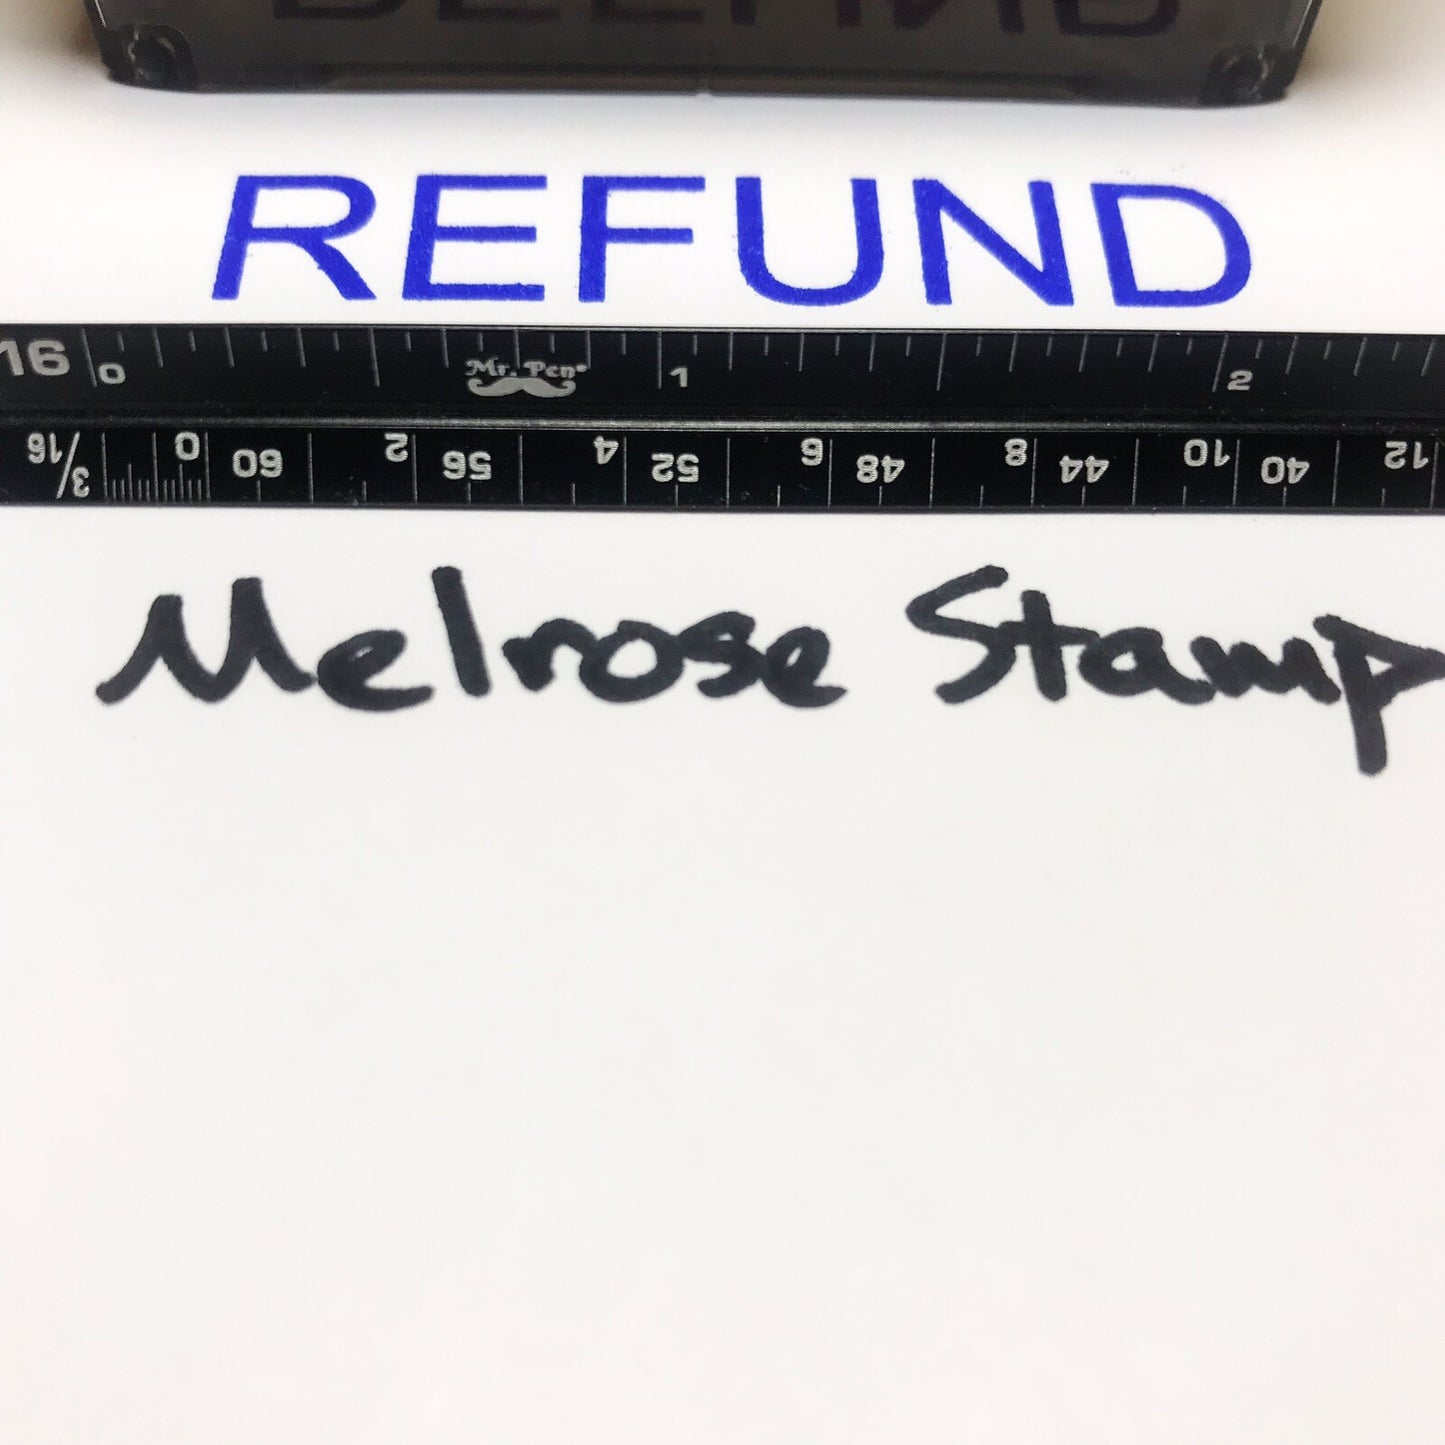 REFUND
16 0 1 2
Mr. Pen
3/16 0 60 2 56 4 52 6 48 8 44 10 40 12
Melrose Stamp